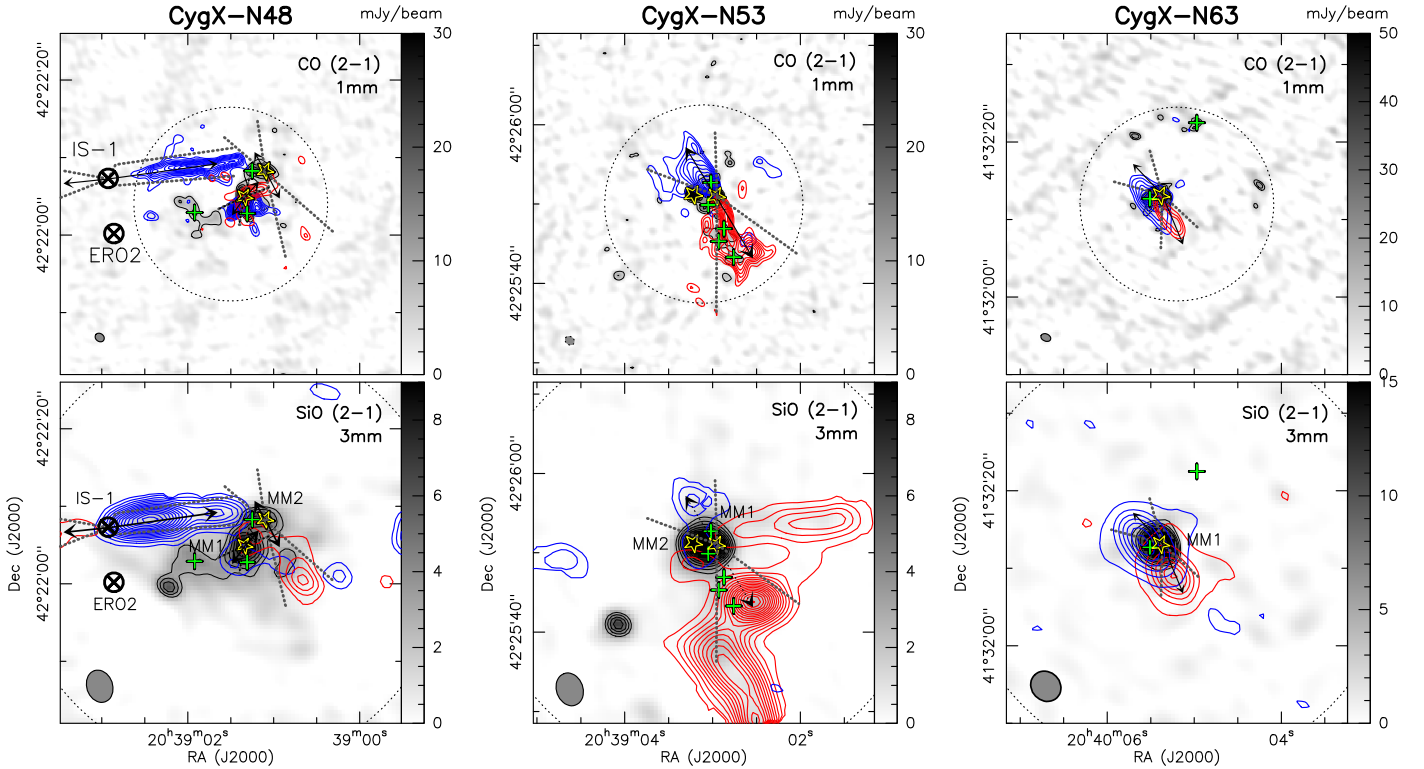 CygX-N48
mJy/beam
CygX-N53
mJy/beam
CygX-N63
mJy/beam
CO (2-1)
1mm
IS-1
ERO2
42°22'20"
42°22'00"
30
20
10
0
CO (2-1)
1mm
42°26'00"
42°25'40"
30
20
10
0
CO (2-1)
1mm
41°32'20"
41°32'00"
50
40
30
20
10
0
SiO (2-1)
3mm
IS-1
MM2
MM1
ERO2
42°22'20"
42°22'00"
Dec (J2000)
8
6
4
2
0
20ʰ39ᵐ02ˢ
39ᵐ00ˢ
RA (J2000)
SiO (2-1)
3mm
MM1
MM2
42°26'00"
42°25'40"
Dec (J2000)
8
6
4
2
0
20ʰ39ᵐ04ˢ
02ˢ
RA (J2000)
SiO (2-1)
3mm
MM1
41°32'20"
41°32'00"
Dec (J2000)
15
10
5
0
20ʰ40ᵐ06ˢ
04ˢ
RA (J2000)